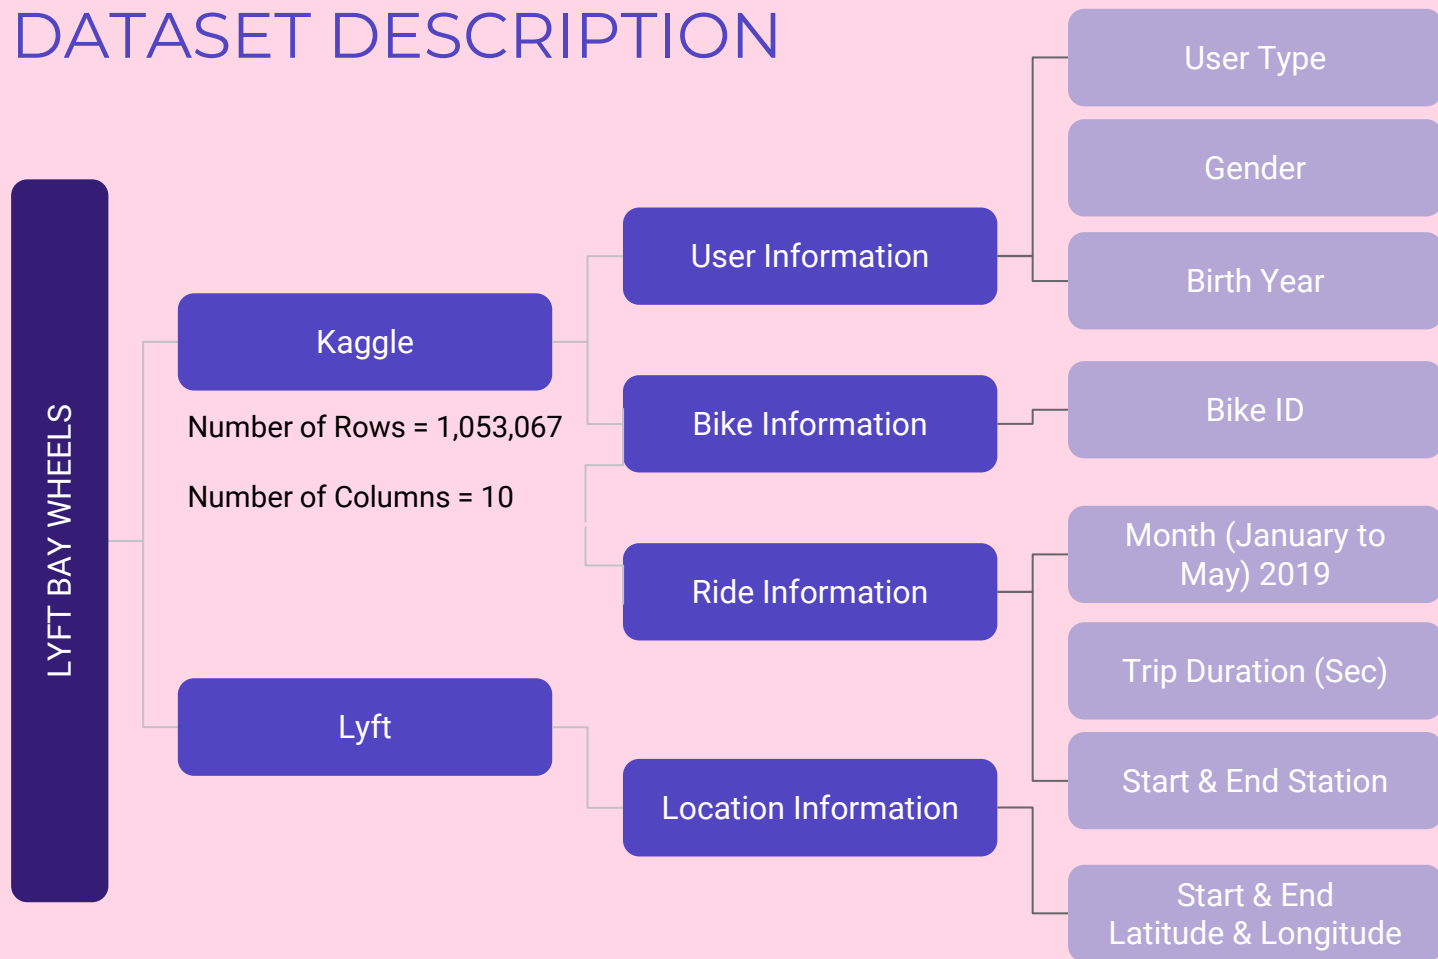 DATASET DESCRIPTION
LYFT BAY WHEELS
Kaggle
Number of Rows = 1,053,067
Number of Columns = 10
Lyft
User Information
Bike Information
Ride Information
Location Information
User Type
Gender
Birth Year
Bike ID
Month (January to
May) 2019
Trip Duration (Sec)
Start & End Station
Start & End
Latitude & Longitude